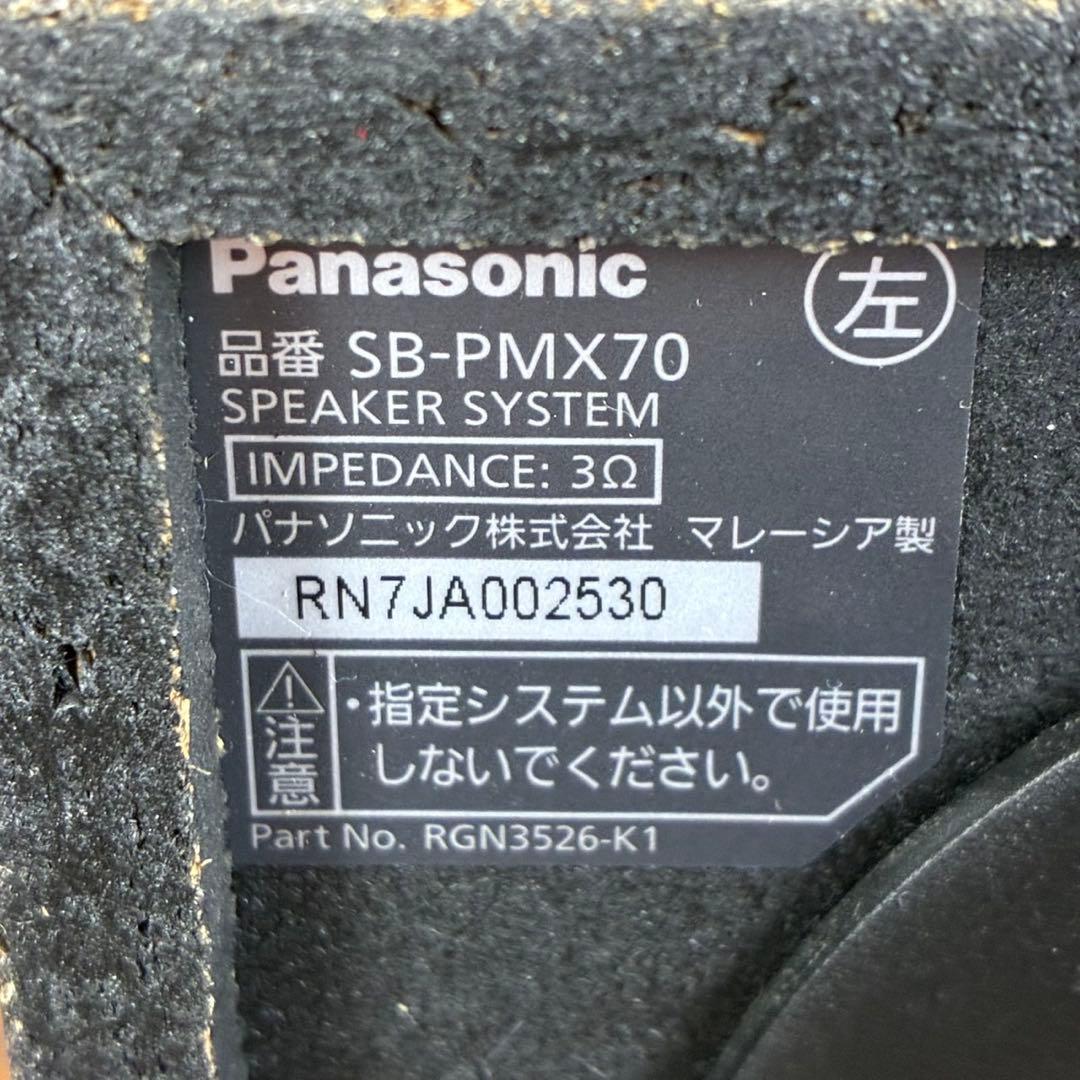 Panasonic
左
品番 SB-PMX70
SPEAKER SYSTEM
IMPEDANCE: 3Ω
パナソニック株式会社 マレーシア製
RN7JA002530
注意
・指定システム以外で使用
しないでください。
Part No. RGN3526-K1